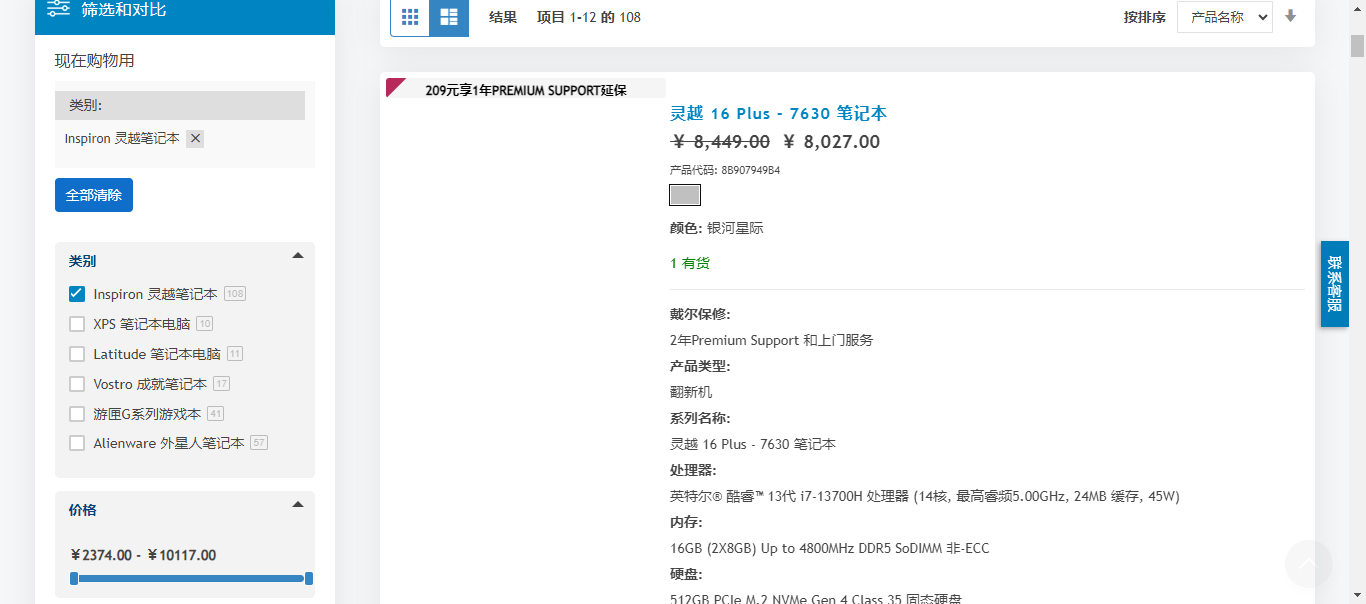 筛选和对比
现在购物用
类别:
Inspiron 灵越笔记本
全部清除
类别
Inspiron 灵越笔记本 108
XPS 笔记本电脑 10
Latitude 笔记本电脑 11
Vostro 成就笔记本 17
游匣G系列游戏本 41
Alienware 外星人笔记本 57
价格
¥2374.00 - ¥10117.00
结果 项目 1-12 的 108
按排序 产品名称
209元享1年PREMIUM SUPPORT延保
灵越 16 Plus - 7630 笔记本
¥ 8,449.00 ¥ 8,027.00
产品代码: 8B907949B4
颜色: 银河星际
1 有货
戴尔保修:
2年Premium Support 和上门服务
产品类型:
翻新机
系列名称:
灵越 16 Plus - 7630 笔记本
处理器:
英特尔® 酷睿™ 13代 i7-13700H 处理器 (14核, 最高睿频5.00GHz, 24MB 缓存, 45W)
内存:
16GB (2X8GB) Up to 4800MHz DDR5 SoDIMM 非-ECC
硬盘:
512GB PCIe M.2 NVMe Gen 4 Class 35 固态硬盘
联系客服